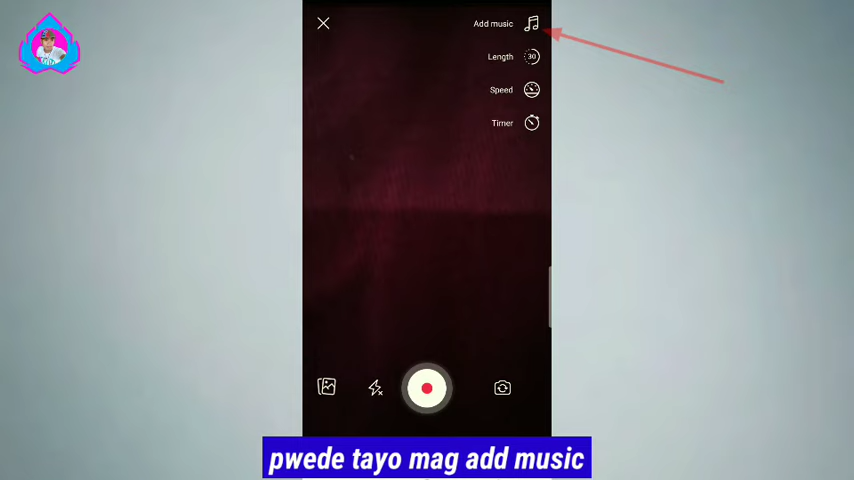 Add music
Length
30
Speed
Timer
pwede tayo mag add music